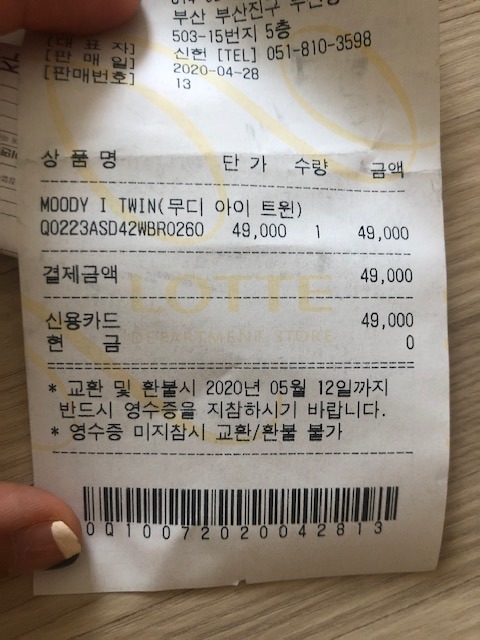 부산 부산진구
503-15번지 5층
[대 표 자] 신헌 [TEL] 051-810-3598
[판 매 일] 2020-04-28
[판매번호] 13
상 품 명 단 가 수량 금액
MOODY I TWIN(무디 아이 트윈)
Q0223ASD42WBR0260 49,000 1 49,000
결제금액 49,000
LOTTE
신용카드 49,000
DEPARTMENT STORE
현 금 0
* 교환 및 환불시 2020년 05월 12일까지
반드시 영수증을 지참하시기 바랍니다.
* 영수증 미지참시 교환/환불 불가
0Q10072020042813